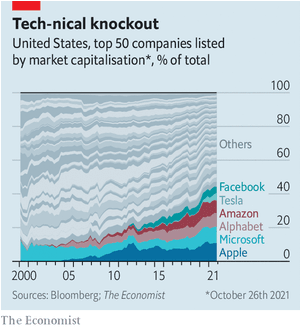 Tech-nical knockout
United States, top 50 companies listed
by market capitalisation*, % of total
100
80
Others
60
40
Facebook
Tesla
Amazon
20
Alphabet
Microsoft
Apple
0
2000 05 10 15 21
Sources: Bloomberg; The Economist *October 26th 2021
The Economist